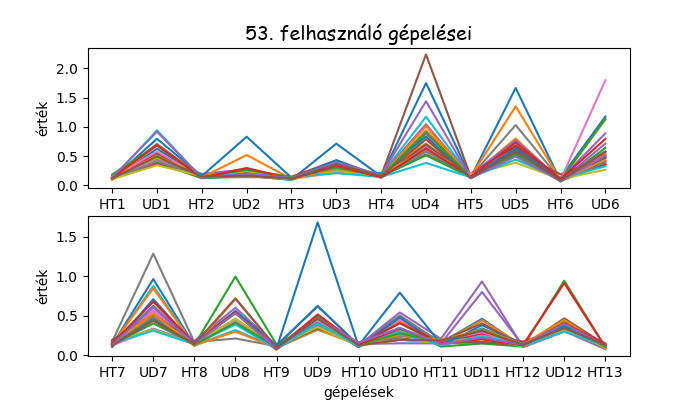 53. felhasználó gépelései
érték
2.0
1.5
1.0
0.5
0.0
HT1 UD1 HT2 UD2 HT3 UD3 HT4 UD4 HT5 UD5 HT6 UD6
érték
1.5
1.0
0.5
0.0
HT7 UD7 HT8 UD8 HT9 UD9 HT10 UD10 HT11 UD11 HT12 UD12 HT13
gépelések